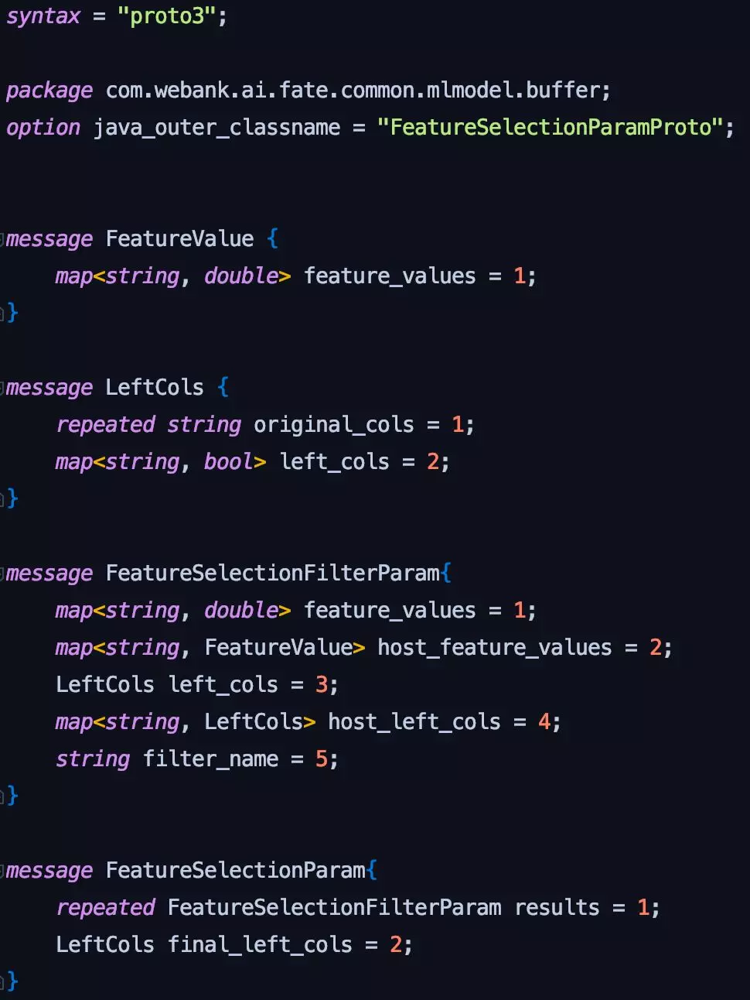 syntax = "proto3";
package com.webank.ai.fate.common.mlmodel.buffer;
option java_outer_classname = "FeatureSelectionParamProto";
message FeatureValue {
    map<string, double> feature_values = 1;
}
message LeftCols {
    repeated string original_cols = 1;
    map<string, bool> left_cols = 2;
}
message FeatureSelectionFilterParam{
    map<string, double> feature_values = 1;
    map<string, FeatureValue> host_feature_values = 2;
    LeftCols left_cols = 3;
    map<string, LeftCols> host_left_cols = 4;
    string filter_name = 5;
}
message FeatureSelectionParam{
    repeated FeatureSelectionFilterParam results = 1;
    LeftCols final_left_cols = 2;
}